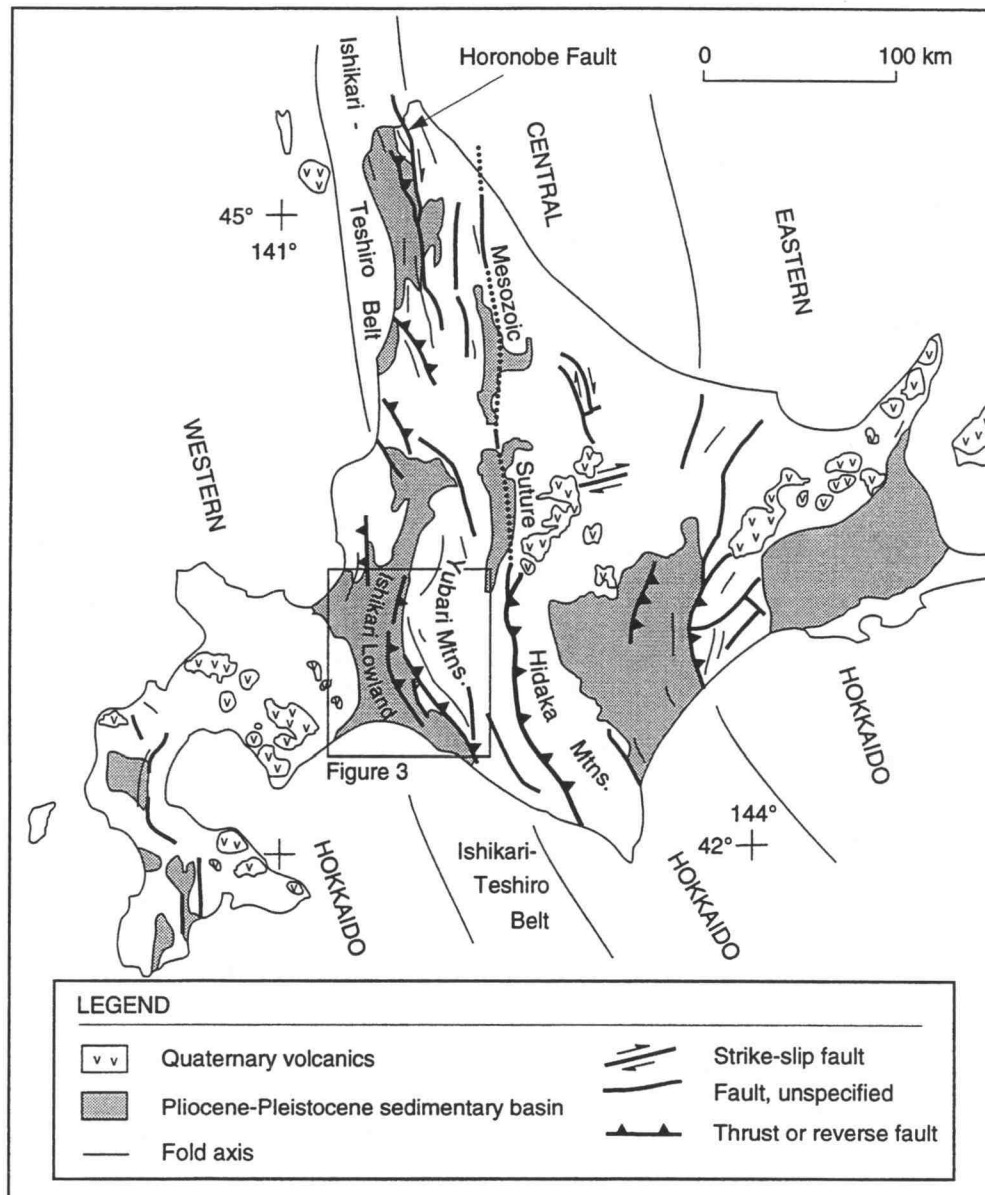 Ishikari -
Teshiro Belt
Horonobe Fault
0 100 km
CENTRAL
45°
141°
EASTERN
Mesozoic
Suture
WESTERN
Yubari Mtns.
Ishikari Lowland
Hidaka
Mtns.
Figure 3
HOKKAIDO
144°
42°
HOKKAIDO
Ishikari-
Teshiro
Belt
HOKKAIDO
LEGEND
v v Quaternary volcanics
Pliocene-Pleistocene sedimentary basin
Fold axis
Strike-slip fault
Fault, unspecified
Thrust or reverse fault